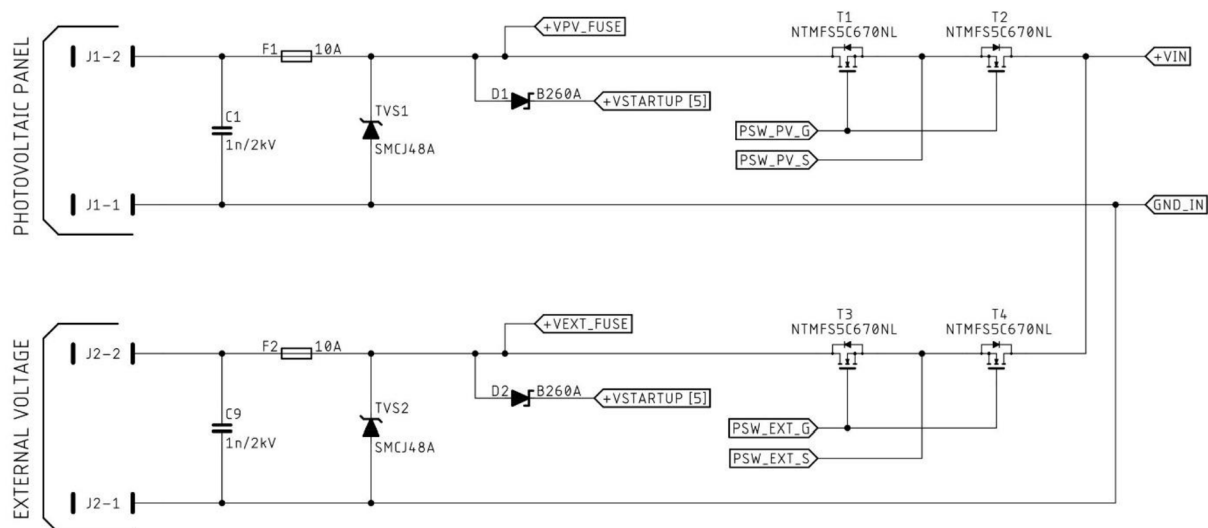 PHOTOVOLTAIC PANEL
J1-2
J1-1
C1
1n/2kV
F1
10A
TVS1
SMCJ48A
+VPV_FUSE
D1
B260A
+VSTARTUP [5]
T1
NTMFS5C670NL
T2
NTMFS5C670NL
PSW_PV_G
PSW_PV_S
+VIN
GND_IN
EXTERNAL VOLTAGE
J2-2
J2-1
C9
1n/2kV
F2
10A
TVS2
SMCJ48A
+VEXT_FUSE
D2
B260A
+VSTARTUP [5]
T3
NTMFS5C670NL
T4
NTMFS5C670NL
PSW_EXT_G
PSW_EXT_S